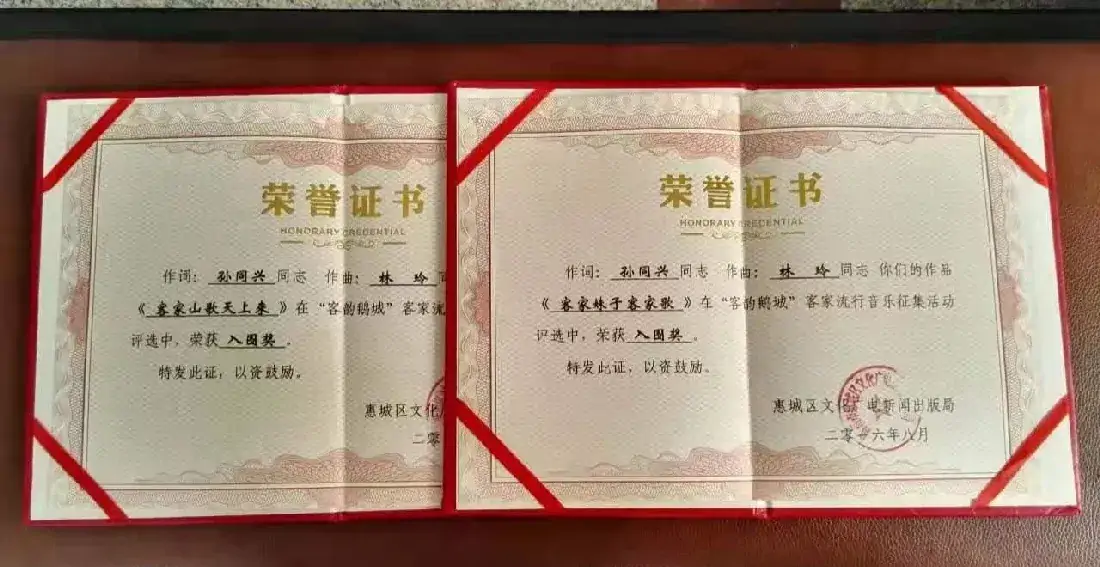 荣誉证书
HONORARY CREDENTIAL
作词：孙同兴 同志 作曲：林 玲
《客家山歌天上来》在“客韵鹅城”客家流
评选中，荣获 入围奖 。
特发此证，以资鼓励。
惠城区文化
二零
荣誉证书
HONORARY CREDENTIAL
作词：孙同兴 同志 作曲：林 玲 同志 你们的作品
《客家妹子客家歌》在“客韵鹅城”客家流行音乐征集活动
评选中，荣获 入围奖 。
特发此证，以资鼓励。
惠城区文化广电新闻出版局
二零一六年八月